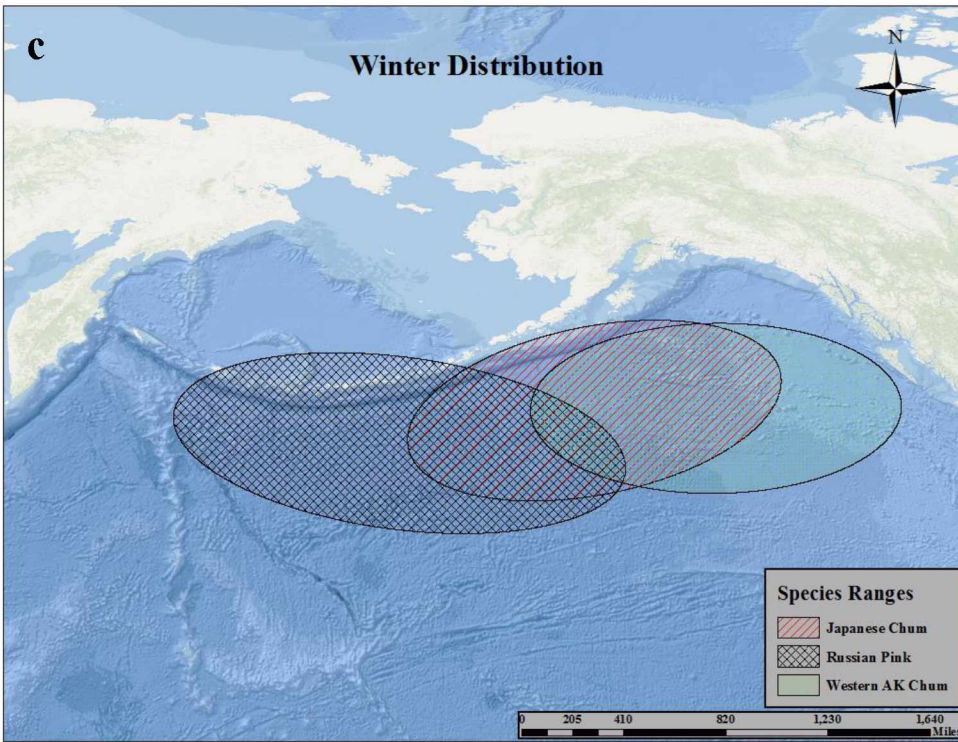 c
Winter Distribution
N
Species Ranges
Japanese Chum
Russian Pink
Western AK Chum
0 205 410 820 1,230 1,640
Miles